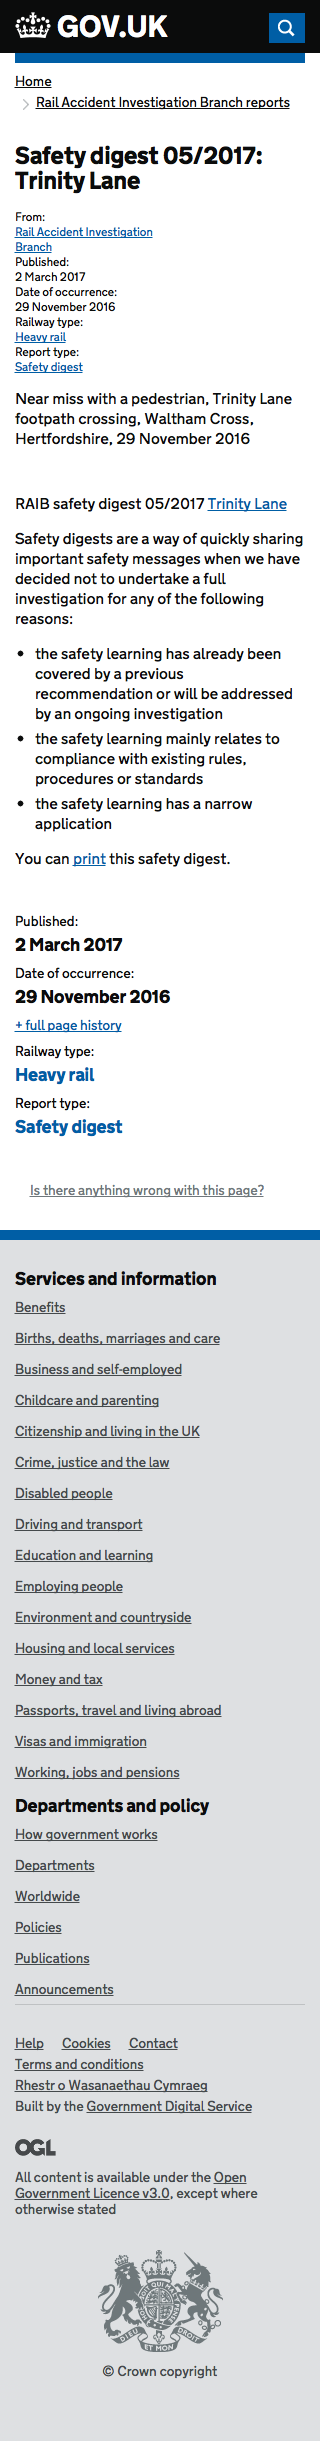 GOV.UK
Home
Rail Accident Investigation Branch reports
Safety digest 05/2017:
Trinity Lane
From:
Rail Accident Investigation
Branch
Published:
2 March 2017
Date of occurrence:
29 November 2016
Railway type:
Heavy rail
Report type:
Safety digest
Near miss with a pedestrian, Trinity Lane
footpath crossing, Waltham Cross,
Hertfordshire, 29 November 2016
RAIB safety digest 05/2017 Trinity Lane
Safety digests are a way of quickly sharing
important safety messages when we have
decided not to undertake a full
investigation for any of the following
reasons:
• the safety learning has already been
covered by a previous
recommendation or will be addressed
by an ongoing investigation
• the safety learning mainly relates to
compliance with existing rules,
procedures or standards
• the safety learning has a narrow
application
You can print this safety digest.
Published:
2 March 2017
Date of occurrence:
29 November 2016
+ full page history
Railway type:
Heavy rail
Report type:
Safety digest
Is there anything wrong with this page?
Services and information
Benefits
Births, deaths, marriages and care
Business and self-employed
Childcare and parenting
Citizenship and living in the UK
Crime, justice and the law
Disabled people
Driving and transport
Education and learning
Employing people
Environment and countryside
Housing and local services
Money and tax
Passports, travel and living abroad
Visas and immigration
Working, jobs and pensions
Departments and policy
How government works
Departments
Worldwide
Policies
Publications
Announcements
Help Cookies Contact
Terms and conditions
Rhestr o Wasanaethau Cymraeg
Built by the Government Digital Service
OGL
All content is available under the Open
Government Licence v3.0, except where
otherwise stated
DIEU ET MON
© Crown copyright